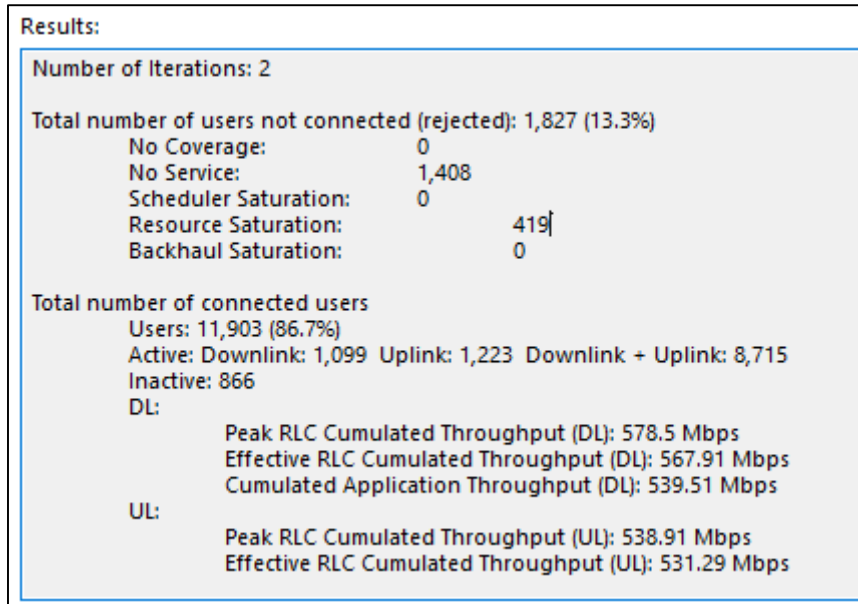 Results:
Number of Iterations: 2
Total number of users not connected (rejected): 1,827 (13.3%)
No Coverage: 0
No Service: 1,408
Scheduler Saturation: 0
Resource Saturation: 419
Backhaul Saturation: 0
Total number of connected users
Users: 11,903 (86.7%)
Active: Downlink: 1,099 Uplink: 1,223 Downlink + Uplink: 8,715
Inactive: 866
DL:
Peak RLC Cumulated Throughput (DL): 578.5 Mbps
Effective RLC Cumulated Throughput (DL): 567.91 Mbps
Cumulated Application Throughput (DL): 539.51 Mbps
UL:
Peak RLC Cumulated Throughput (UL): 538.91 Mbps
Effective RLC Cumulated Throughput (UL): 531.29 Mbps